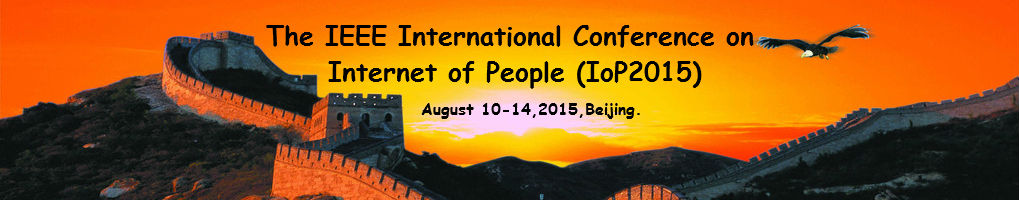 The IEEE International Conference on
Internet of People (IoP2015)
August 10-14,2015,Beijing.